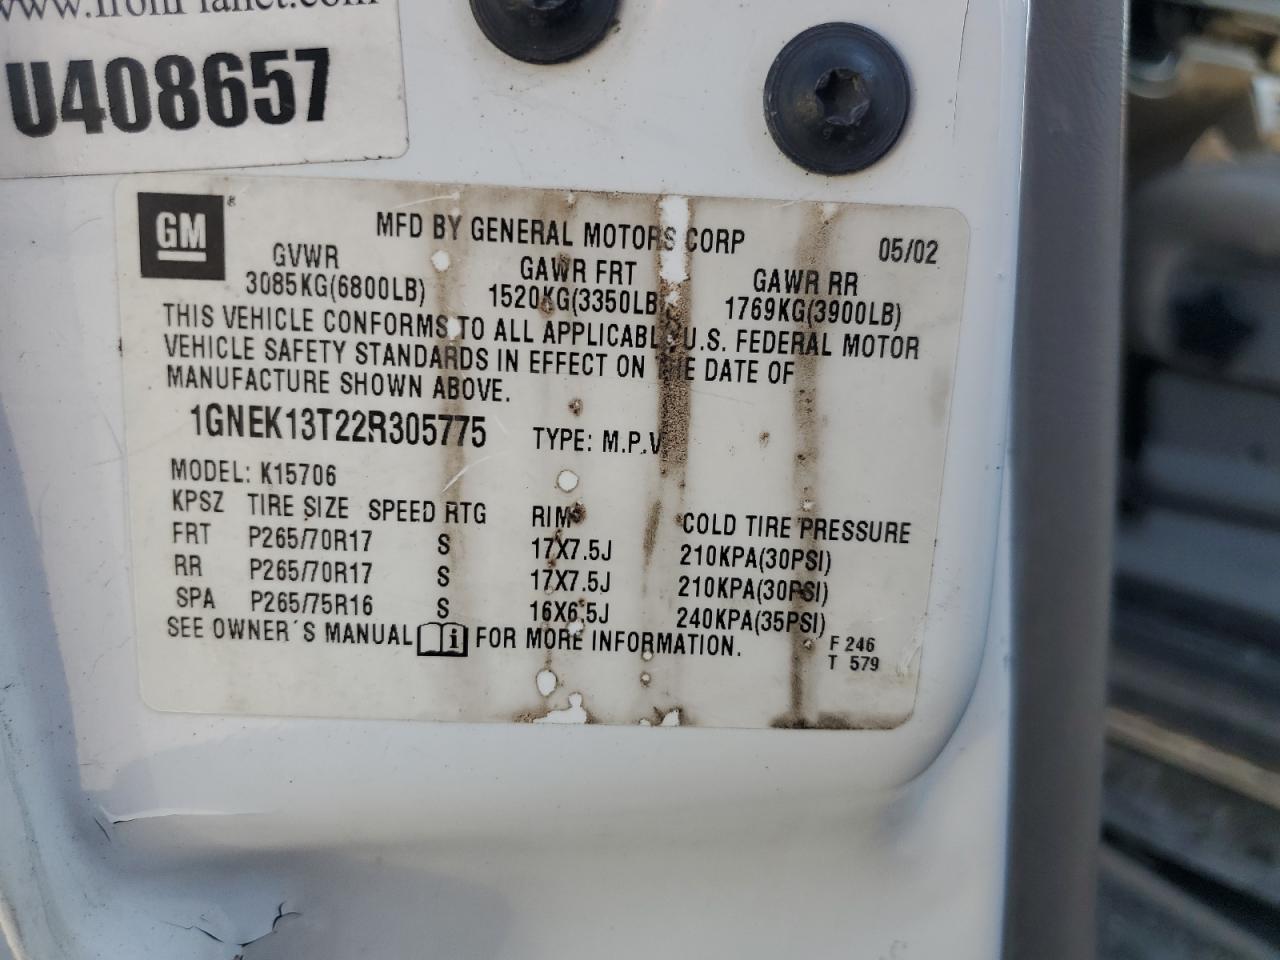 www.IronPlanet.com
U408657
GM®
MFD BY GENERAL MOTORS CORP 05/02
GVWR GAWR FRT GAWR RR
3085KG(6800LB) 1520KG(3350LB 1769KG(3900LB)
THIS VEHICLE CONFORMS TO ALL APPLICABL U.S. FEDERAL MOTOR
VEHICLE SAFETY STANDARDS IN EFFECT ON THE DATE OF
MANUFACTURE SHOWN ABOVE.
1GNEK13T22R305775 TYPE: M.P.V
MODEL: K15706
KPSZ TIRE SIZE SPEED RTG RIM COLD TIRE PRESSURE
FRT P265/70R17 S 17X7.5J 210KPA(30PSI)
RR P265/70R17 S 17X7.5J 210KPA(30PSI)
SPA P265/75R16 S 16X6.5J 240KPA(35PSI)
SEE OWNER'S MANUAL i FOR MORE INFORMATION.
F 246
T 579